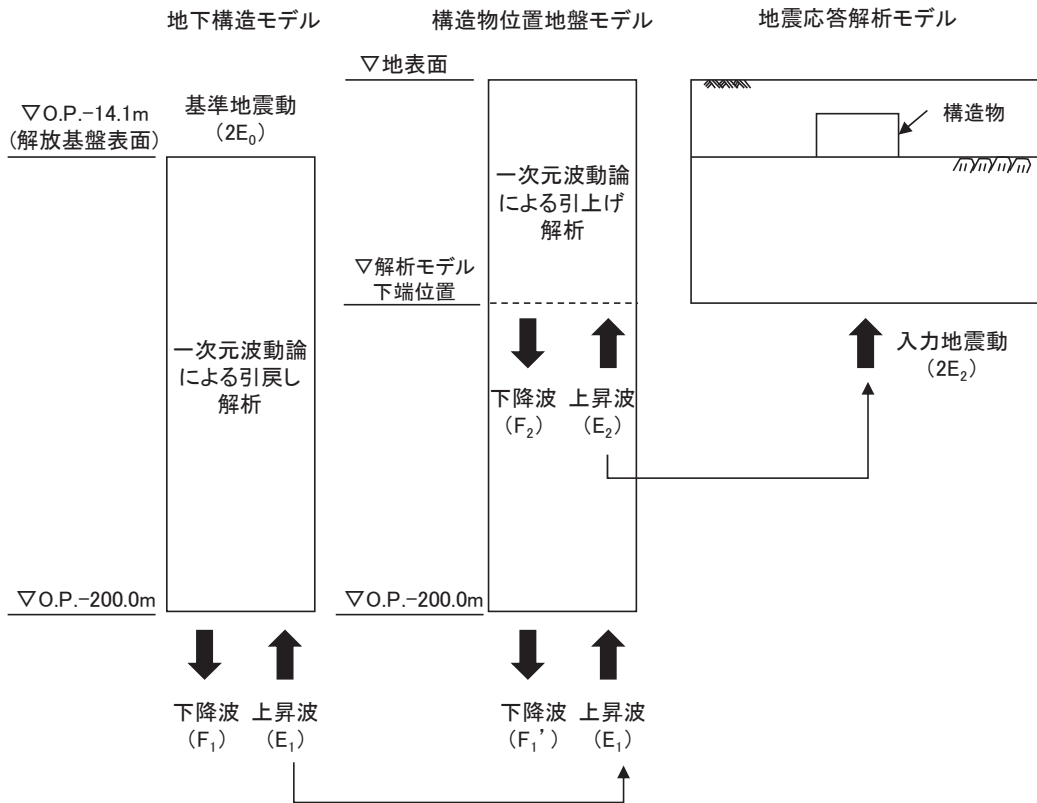 地下構造モデル
▽O.P.-14.1m
(解放基盤表面)
基準地震動
(2E₀)
一次元波動論
による引戻し
解析
▽O.P.-200.0m
下降波
(F₁)
上昇波
(E₁)
構造物位置地盤モデル
▽地表面
一次元波動論
による引上げ
解析
▽解析モデル
下端位置
下降波
(F₂)
上昇波
(E₂)
▽O.P.-200.0m
下降波
(F₁’)
上昇波
(E₁)
地震応答解析モデル
構造物
入力地震動
(2E₂)